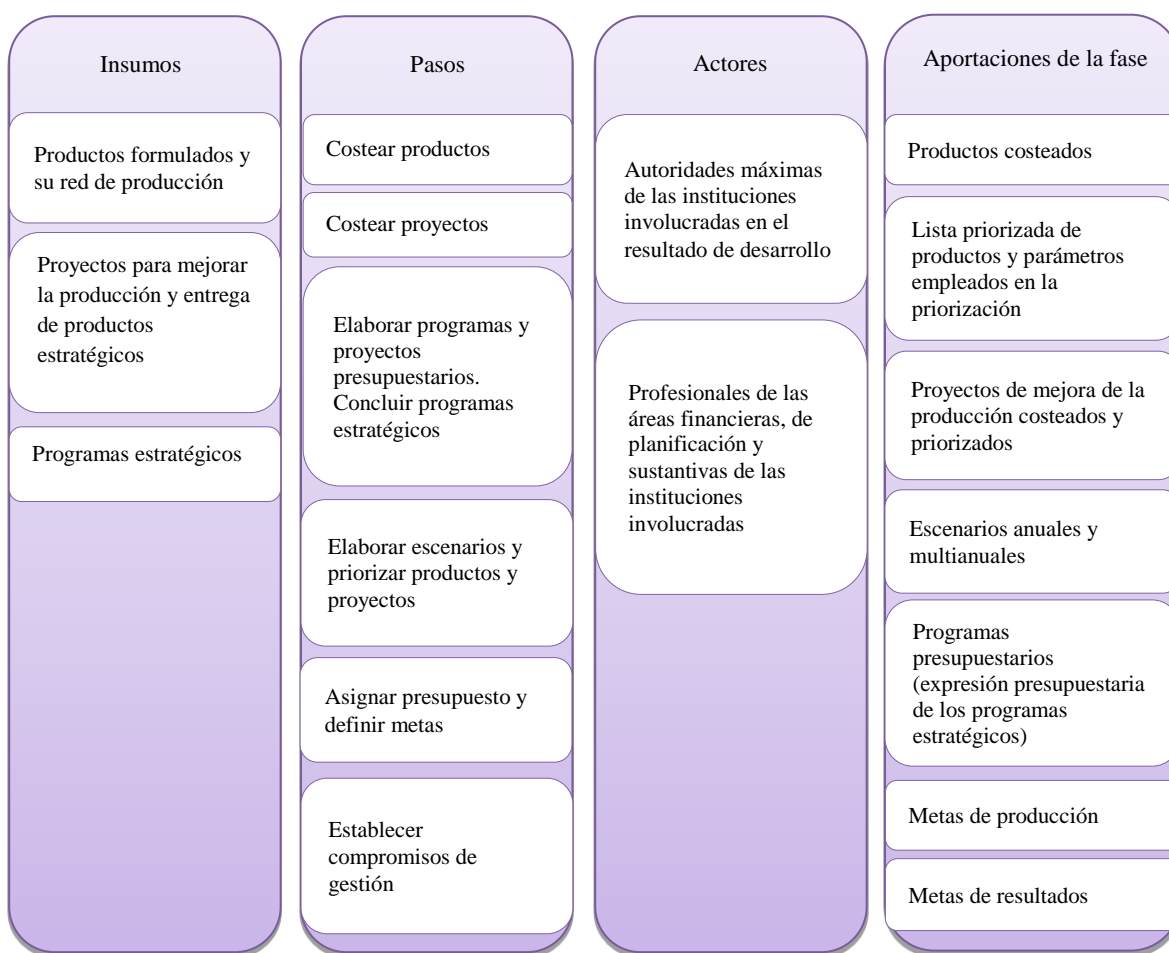 Insumos
Productos formulados y
su red de producción
Proyectos para mejorar
la producción y entrega
de productos
estratégicos
Programas estratégicos
Pasos
Costear productos
Costear proyectos
Elaborar programas y
proyectos
presupuestarios.
Concluir programas
estratégicos
Elaborar escenarios y
priorizar productos y
proyectos
Asignar presupuesto y
definir metas
Establecer
compromisos de
gestión
Actores
Autoridades máximas
de las instituciones
involucradas en el
resultado de desarrollo
Profesionales de las
áreas financieras, de
planificación y
sustantivas de las
instituciones
involucradas
Aportaciones de la fase
Productos costeados
Lista priorizada de
productos y parámetros
empleados en la
priorización
Proyectos de mejora de la
producción costeados y
priorizados
Escenarios anuales y
multianuales
Programas
presupuestarios
(expresión presupuestaria
de los programas
estratégicos)
Metas de producción
Metas de resultados